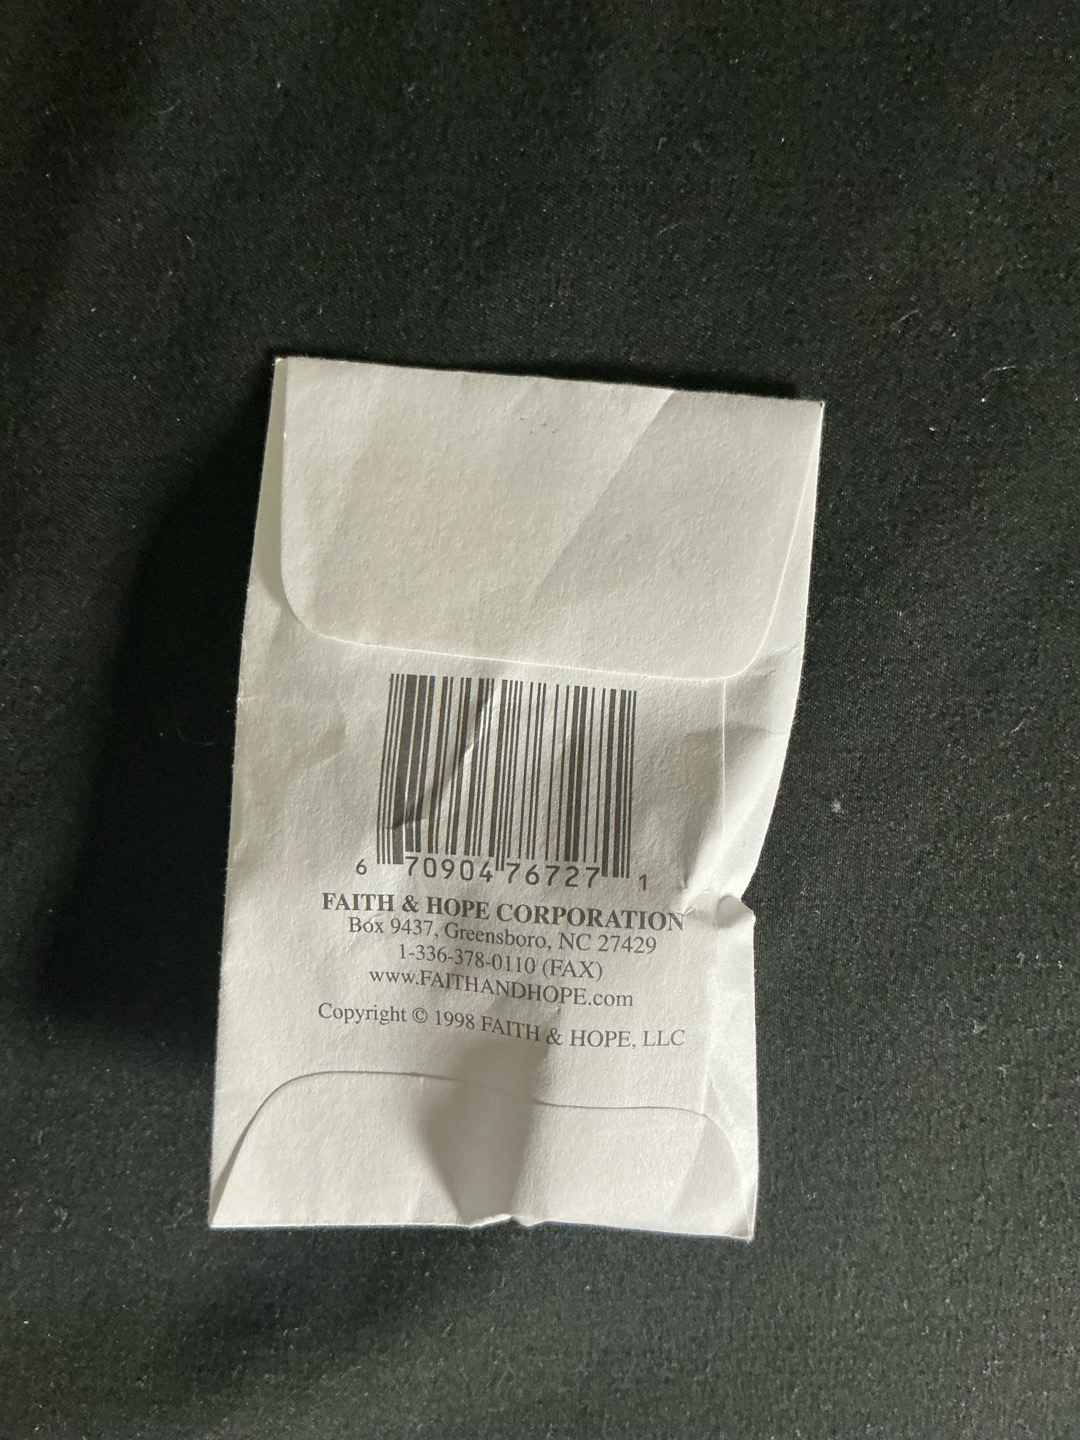 6 70904 76727 1
FAITH & HOPE CORPORATION
Box 9437, Greensboro, NC 27429
1-336-378-0110 (FAX)
www.FAITHANDHOPE.com
Copyright © 1998 FAITH & HOPE, LLC